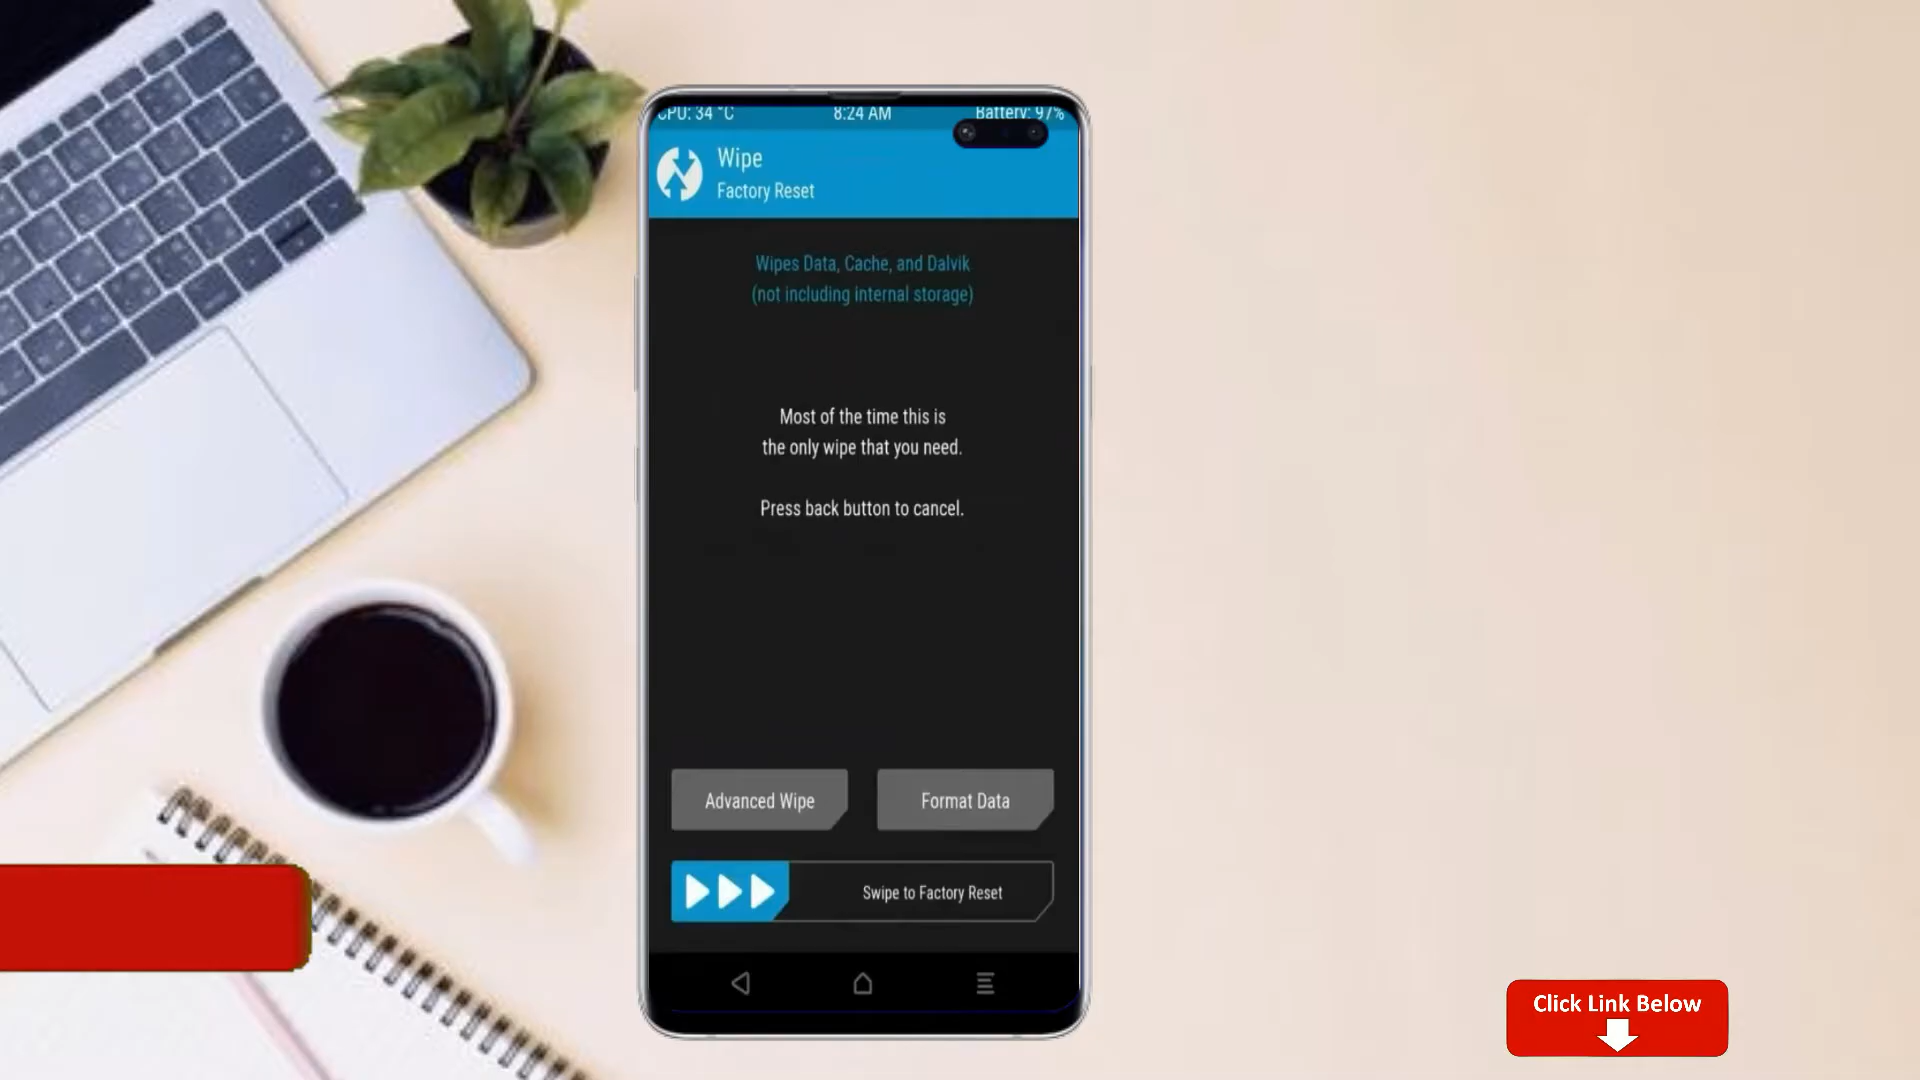 CPU: 34 °C
8:24 AM
Battery: 97%
Wipe
Factory Reset
Wipes Data, Cache, and Dalvik
(not including internal storage)
Most of the time this is
the only wipe that you need.
Press back button to cancel.
Advanced Wipe
Format Data
Swipe to Factory Reset
Click Link Below